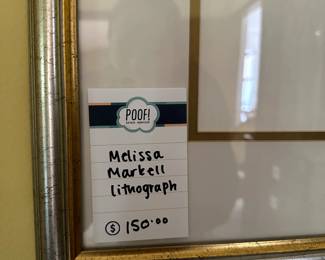 POOF!
Melissa
Markell
lithograph
$ 150.00